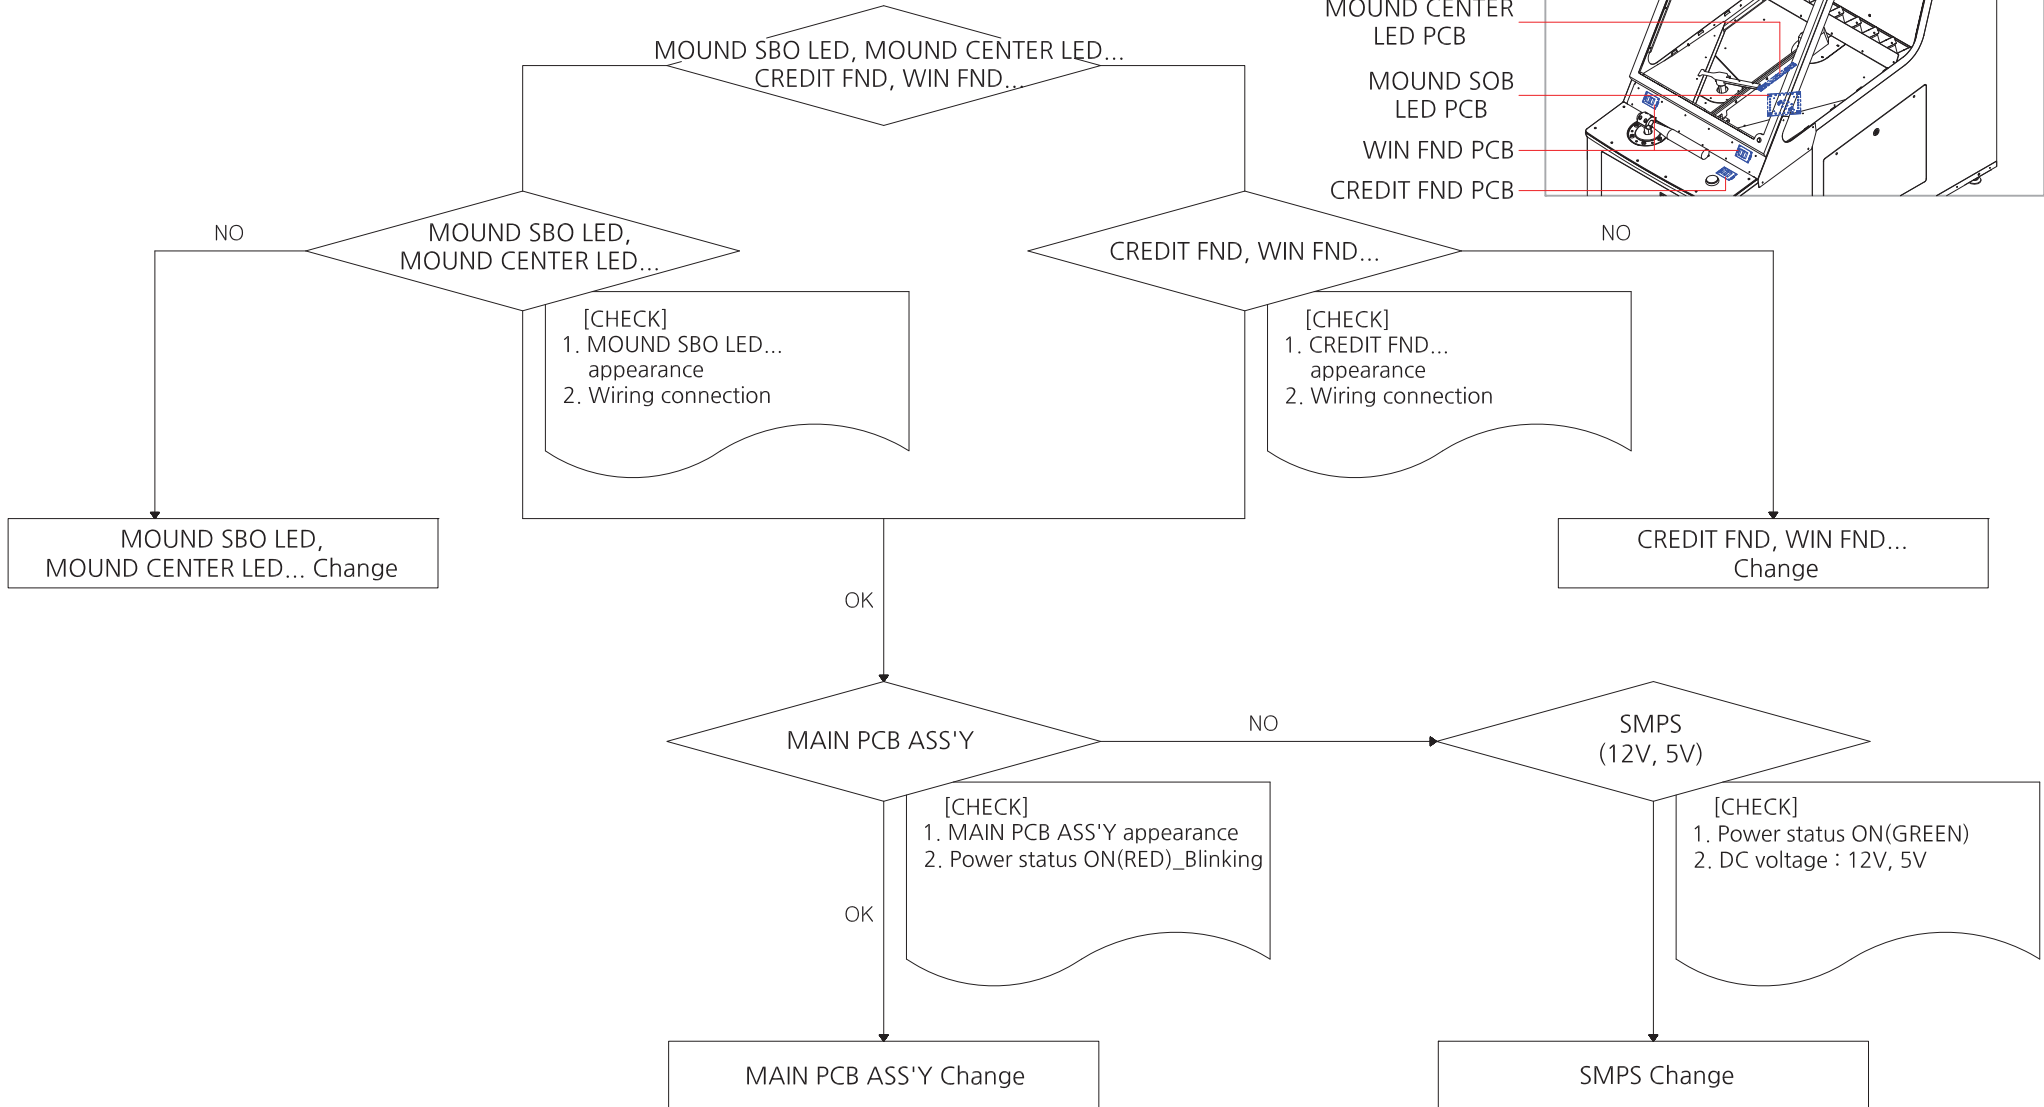 MOUND CENTER
LED PCB
MOUND SOB
LED PCB
WIN FND PCB
CREDIT FND PCB
MOUND SBO LED, MOUND CENTER LED...
CREDIT FND, WIN FND...
NO
MOUND SBO LED,
MOUND CENTER LED...
CREDIT FND, WIN FND...
NO
[CHECK]
1. MOUND SBO LED...
appearance
2. Wiring connection
[CHECK]
1. CREDIT FND...
appearance
2. Wiring connection
MOUND SBO LED,
MOUND CENTER LED... Change
CREDIT FND, WIN FND...
Change
OK
MAIN PCB ASS'Y
NO
SMPS
(12V, 5V)
[CHECK]
1. MAIN PCB ASS'Y appearance
2. Power status ON(RED)_Blinking
[CHECK]
1. Power status ON(GREEN)
2. DC voltage : 12V, 5V
OK
MAIN PCB ASS'Y Change
SMPS Change